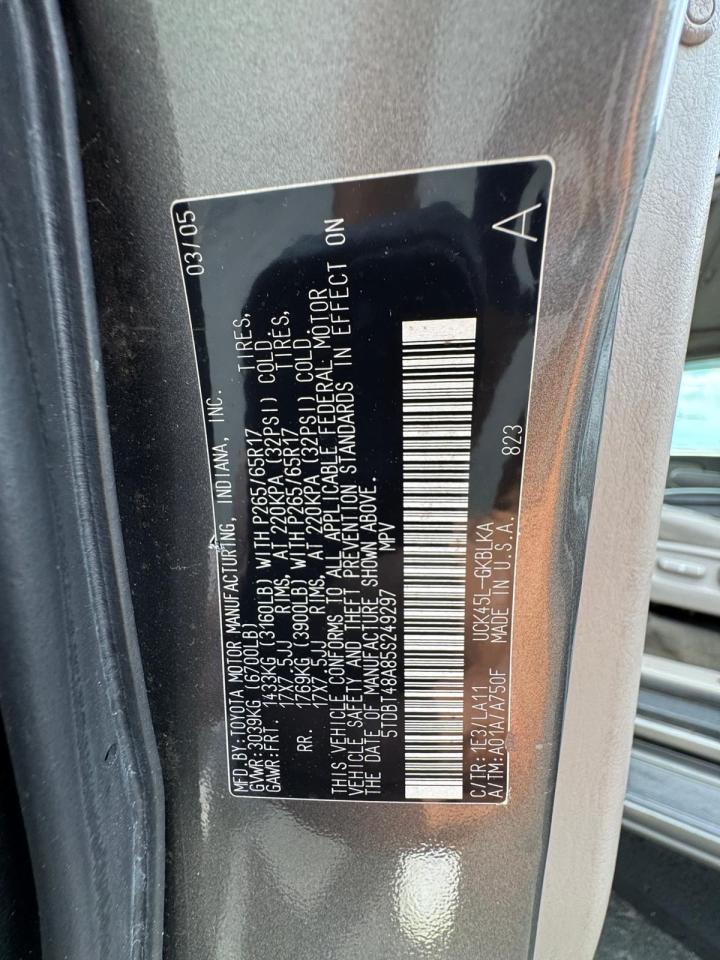 MFD.BY:TOYOTA MOTOR MANUFACTURING, INDIANA, INC. 03/05
GVWR:3039KG (6700LB)
GAWR:FRT. 1433KG (3160LB) WITH P265/65R17 TIRES,
17X7.5JJ RIMS, AT 220KPA (32PSI) COLD
RR. 1769KG (3900LB) WITH P265/65R17 TIRES,
17X7.5JJ RIMS, AT 220KPA (32PSI) COLD.
THIS VEHICLE CONFORMS TO ALL APPLICABLE FEDERAL MOTOR
VEHICLE SAFETY AND THEFT PREVENTION STANDARDS IN EFFECT ON
THE DATE OF MANUFACTURE SHOWN ABOVE.
5TDBT48A85S249297 MPV
C/TR:1E3/LA11 UCK45L-GKBLKA 823
A/TM:A01A/A750F MADE IN U.S.A. A